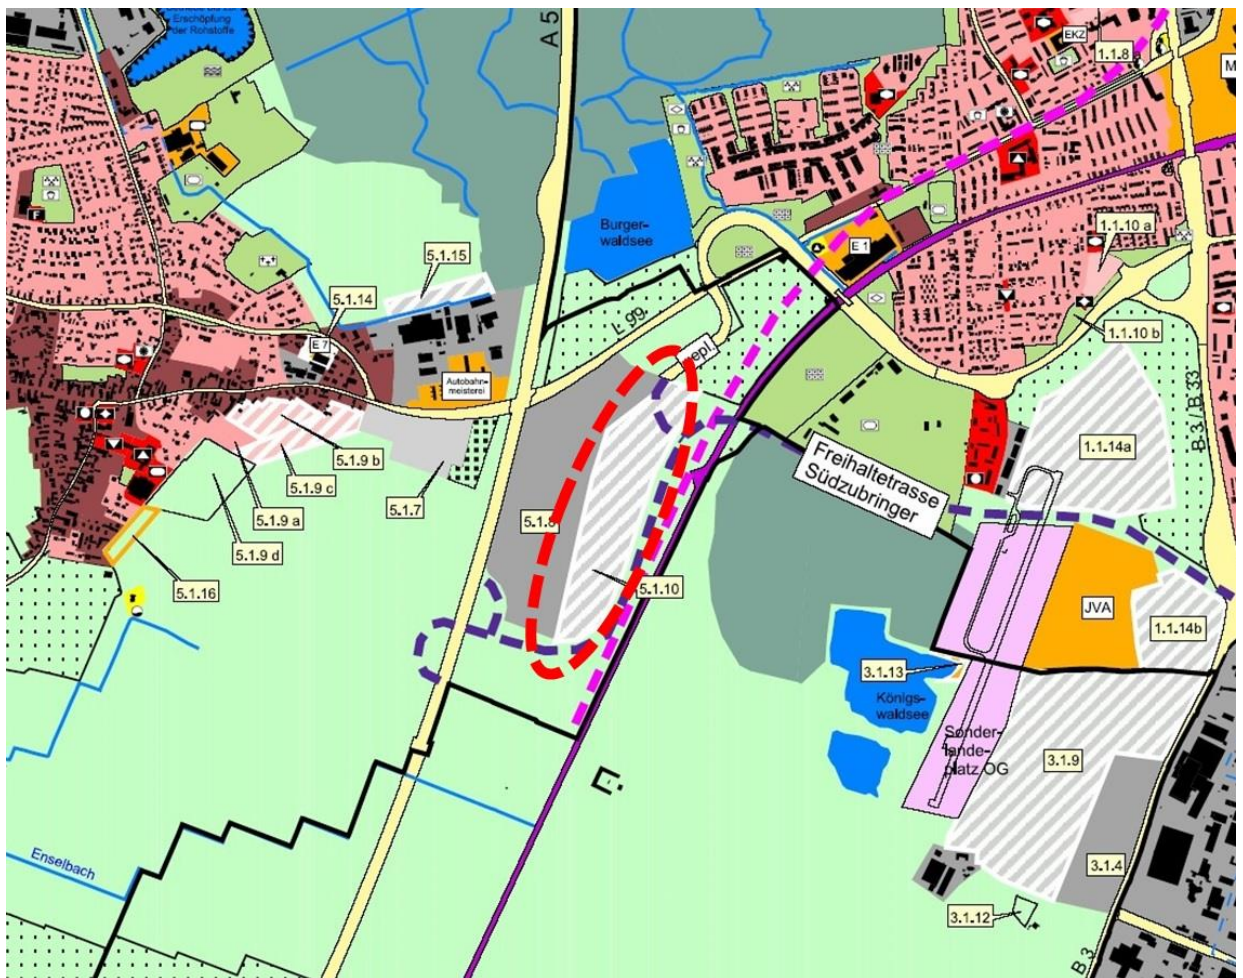 Erschöpfung
der Rohstoffe
A 5
EKZ
1.1.8
M
Burger-
waldsee
E 1
1.1.10 a
5.1.15
5.1.14
F
E 7
L 99
1.1.10 b
Autobahn-
meisterei
epl.
B 3 / B 33
5.1.9 b
5.1.9 c
5.1.7
5.1.9 a
5.1.9 d
5.1.16
5.1.8
5.1.10
Freihaltetrasse
Südzubringer
1.1.14a
JVA
1.1.14b
3.1.13
Königs-
waldsee
Sonder-
lande-
platz OG
3.1.9
3.1.4
3.1.12
Enselbach
B 3